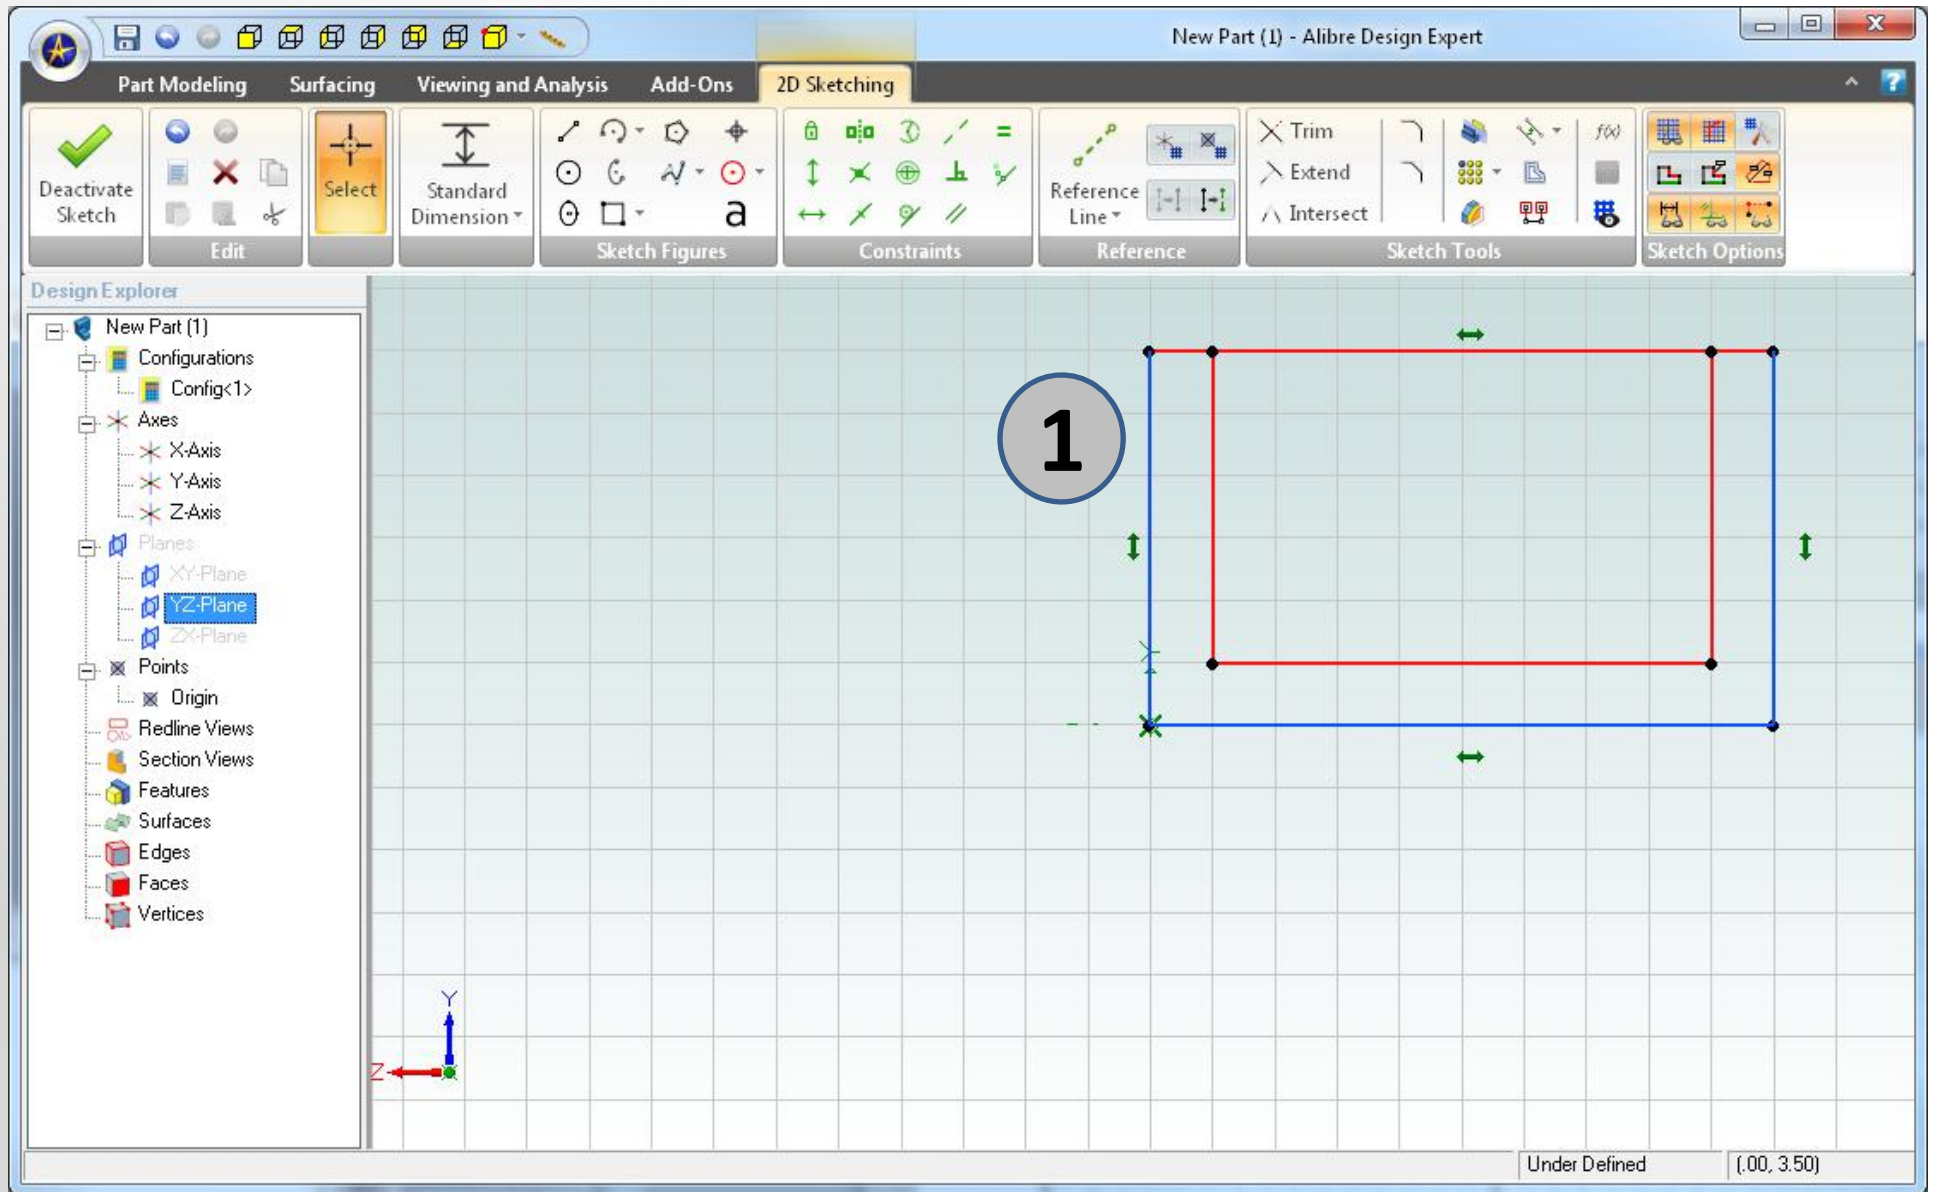 New Part (1) - Alibre Design Expert
Part Modeling Surfacing Viewing and Analysis Add-Ons 2D Sketching
Deactivate Sketch
Edit
Select
Standard Dimension
a
Sketch Figures
Constraints
Reference Line
Reference
Trim
Extend
Intersect
f(x)
Sketch Tools
Sketch Options
Design Explorer
New Part (1)
Configurations
Config<1>
Axes
X-Axis
Y-Axis
Z-Axis
Planes
XY-Plane
YZ-Plane
ZX-Plane
Points
Origin
Redline Views
Section Views
Features
Surfaces
Edges
Faces
Vertices
1
Y
Z
Under Defined (.00, 3.50)